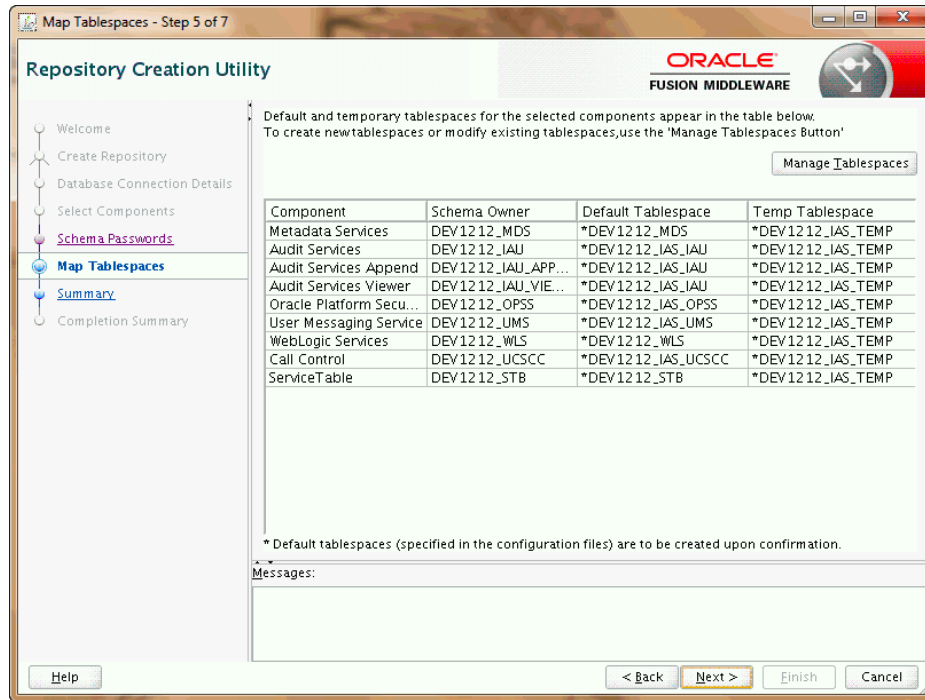 Map Tablespaces - Step 5 of 7
Repository Creation Utility
ORACLE
FUSION MIDDLEWARE
Welcome
Create Repository
Database Connection Details
Select Components
Schema Passwords
Map Tablespaces
Summary
Completion Summary
Default and temporary tablespaces for the selected components appear in the table below.
To create newtablespaces or modify existing tablespaces,use the 'Manage Tablespaces Button'
Manage Tablespaces
Component Schema Owner Default Tablespace Temp Tablespace
Metadata Services DEV1212_MDS *DEV1212_MDS *DEV1212_IAS_TEMP
Audit Services DEV1212_IAU *DEV1212_IAS_IAU *DEV1212_IAS_TEMP
Audit Services Append DEV1212_IAU_APP... *DEV1212_IAS_IAU *DEV1212_IAS_TEMP
Audit Services Viewer DEV1212_IAU_VIE... *DEV1212_IAS_IAU *DEV1212_IAS_TEMP
Oracle Platform Secu... DEV1212_OPSS *DEV1212_IAS_OPSS *DEV1212_IAS_TEMP
User Messaging Service DEV1212_UMS *DEV1212_IAS_UMS *DEV1212_IAS_TEMP
WebLogic Services DEV1212_WLS *DEV1212_WLS *DEV1212_IAS_TEMP
Call Control DEV1212_UCSCC *DEV1212_IAS_UCSCC *DEV1212_IAS_TEMP
ServiceTable DEV1212_STB *DEV1212_STB *DEV1212_IAS_TEMP
* Default tablespaces (specified in the configuration files) are to be created upon confirmation.
Messages:
Help
< Back
Next >
Finish
Cancel